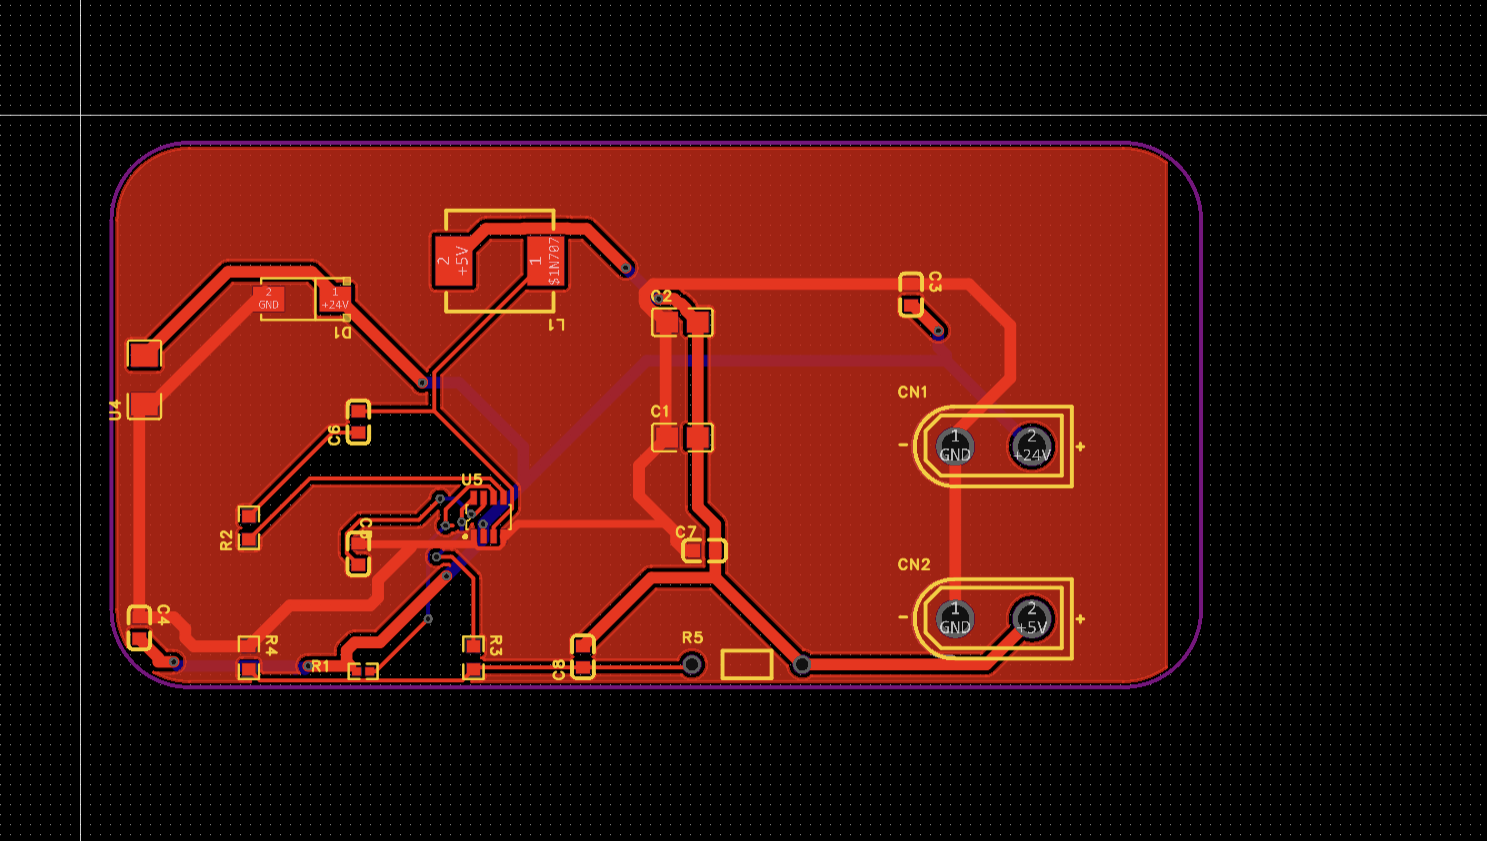 2
+5V
1
$1N707
L1
2
GND
1
+24V
D1
C3
C2
U4
CN1
C1
C6
-
1
GND
2
+24V
+
U5
R2
C7
CN2
C4
-
1
GND
2
+5V
+
R4
R1
R3
C8
R5